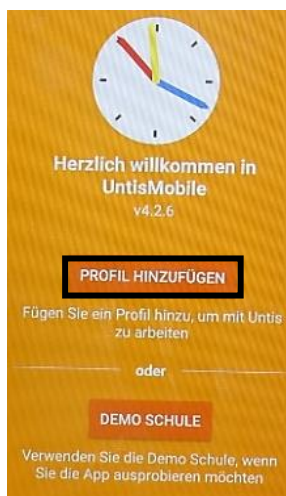 Herzlich willkommen in
UntisMobile
v4.2.6
PROFIL HINZUFÜGEN
Fügen Sie ein Profil hinzu, um mit Untis
zu arbeiten
oder
DEMO SCHULE
Verwenden Sie die Demo Schule, wenn
Sie die App ausprobieren möchten